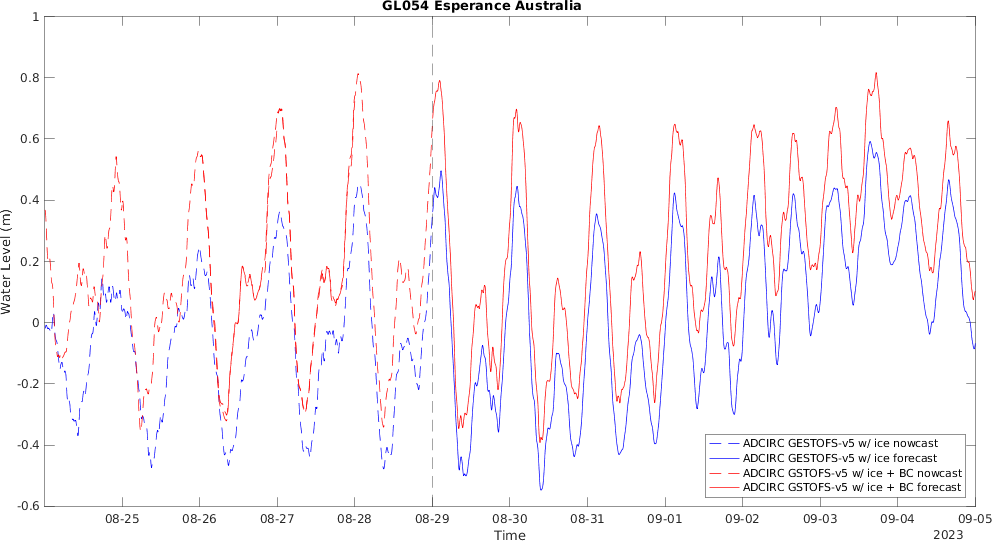 GL054 Esperance Australia
1
0.8
0.6
0.4
0.2
0
-0.2
-0.4
-0.6
Water Level (m)
ADCIRC GESTOFS-v5 w/ ice nowcast
ADCIRC GESTOFS-v5 w/ ice forecast
ADCIRC GSTOFS-v5 w/ ice + BC nowcast
ADCIRC GSTOFS-v5 w/ ice + BC forecast
08-25 08-26 08-27 08-28 08-29 08-30 08-31 09-01 09-02 09-03 09-04 09-05
Time 2023